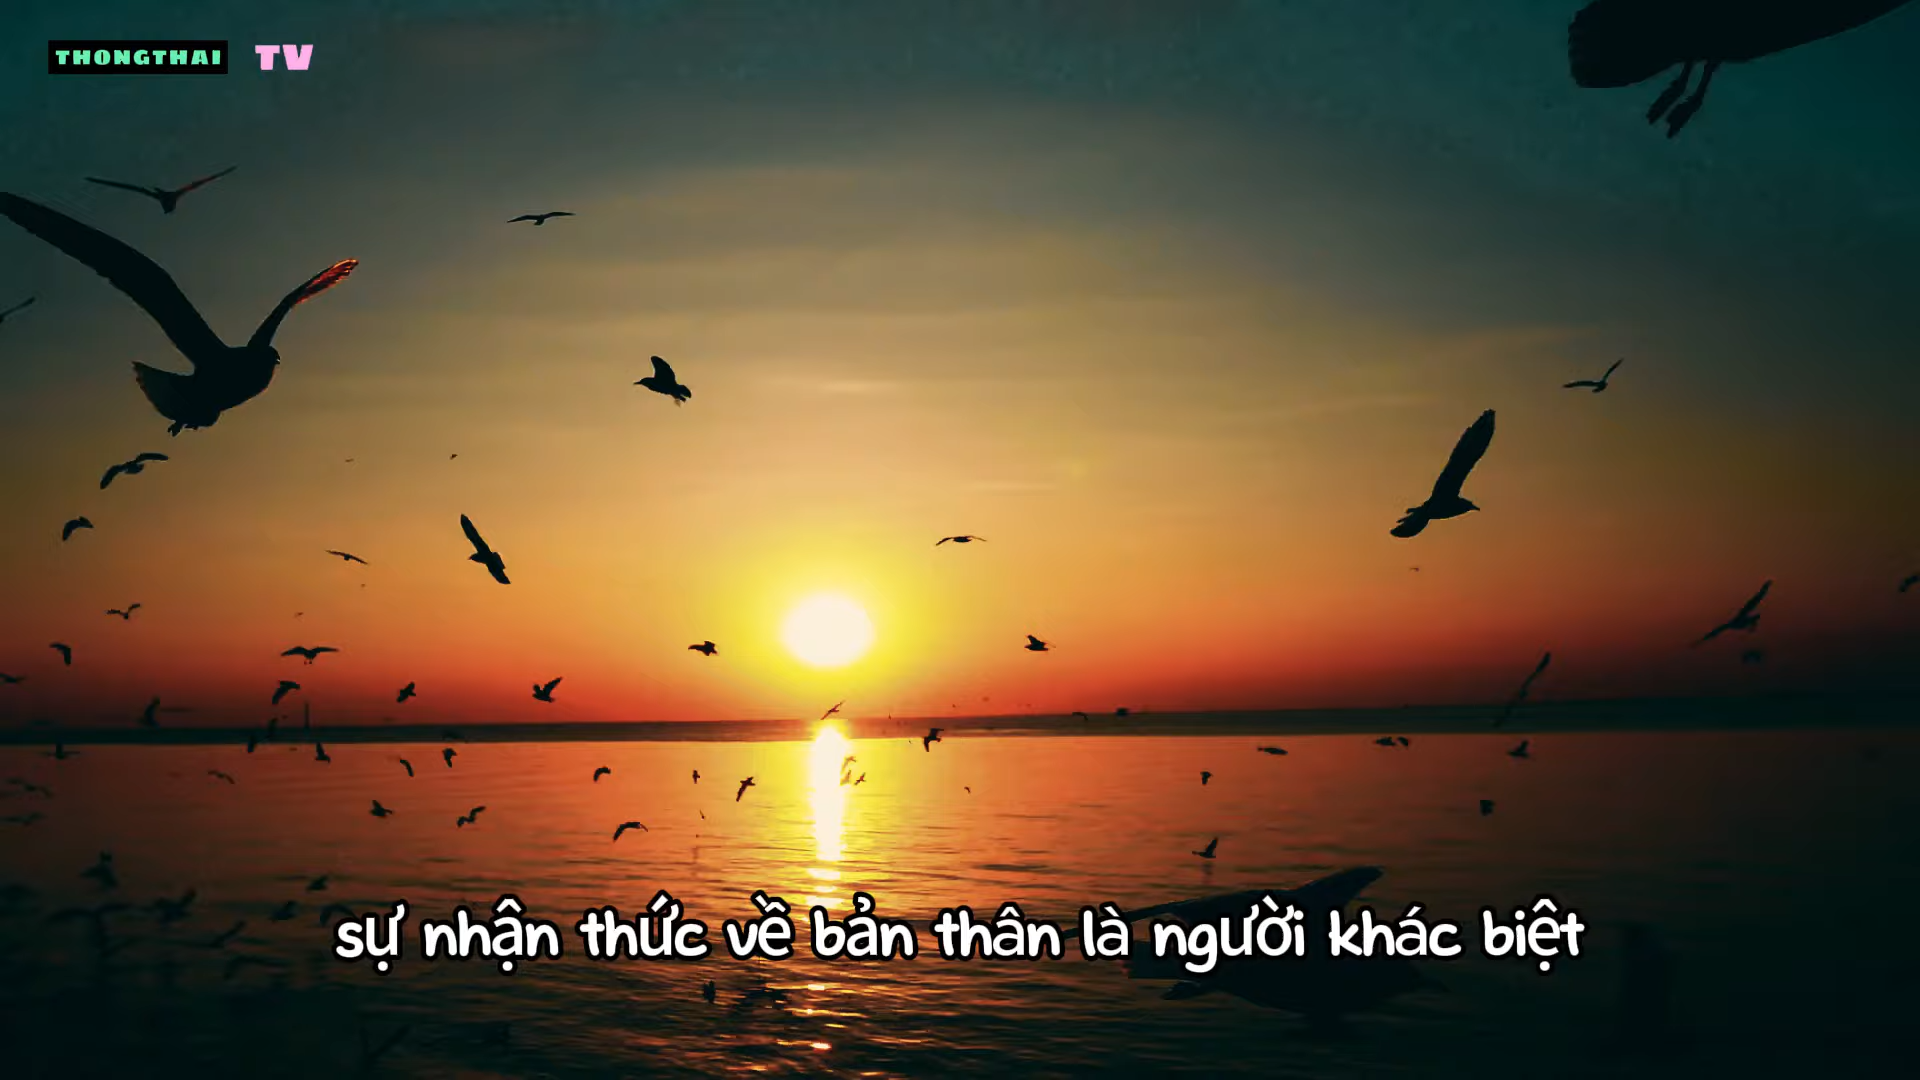 THONGTHAI TV
sự nhận thức về bản thân là người khác biệt